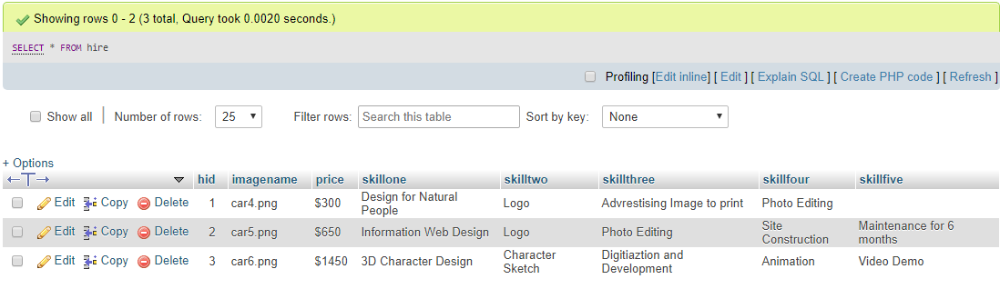 Showing rows 0 - 2 (3 total, Query took 0.0020 seconds.)
SELECT * FROM hire
Profiling [Edit inline] [ Edit ] [ Explain SQL ] [ Create PHP code ] [ Refresh ]
Show all | Number of rows: 25 Filter rows: Search this table Sort by key: None
+ Options
←T→ hid imagename price skillone skilltwo skillthree skillfour skillfive
Edit Copy Delete 1 car4.png $300 Design for Natural People Logo Advrestising Image to print Photo Editing
Edit Copy Delete 2 car5.png $650 Information Web Design Logo Photo Editing Site Construction Maintenance for 6 months
Edit Copy Delete 3 car6.png $1450 3D Character Design Character Sketch Digitiaztion and Development Animation Video Demo